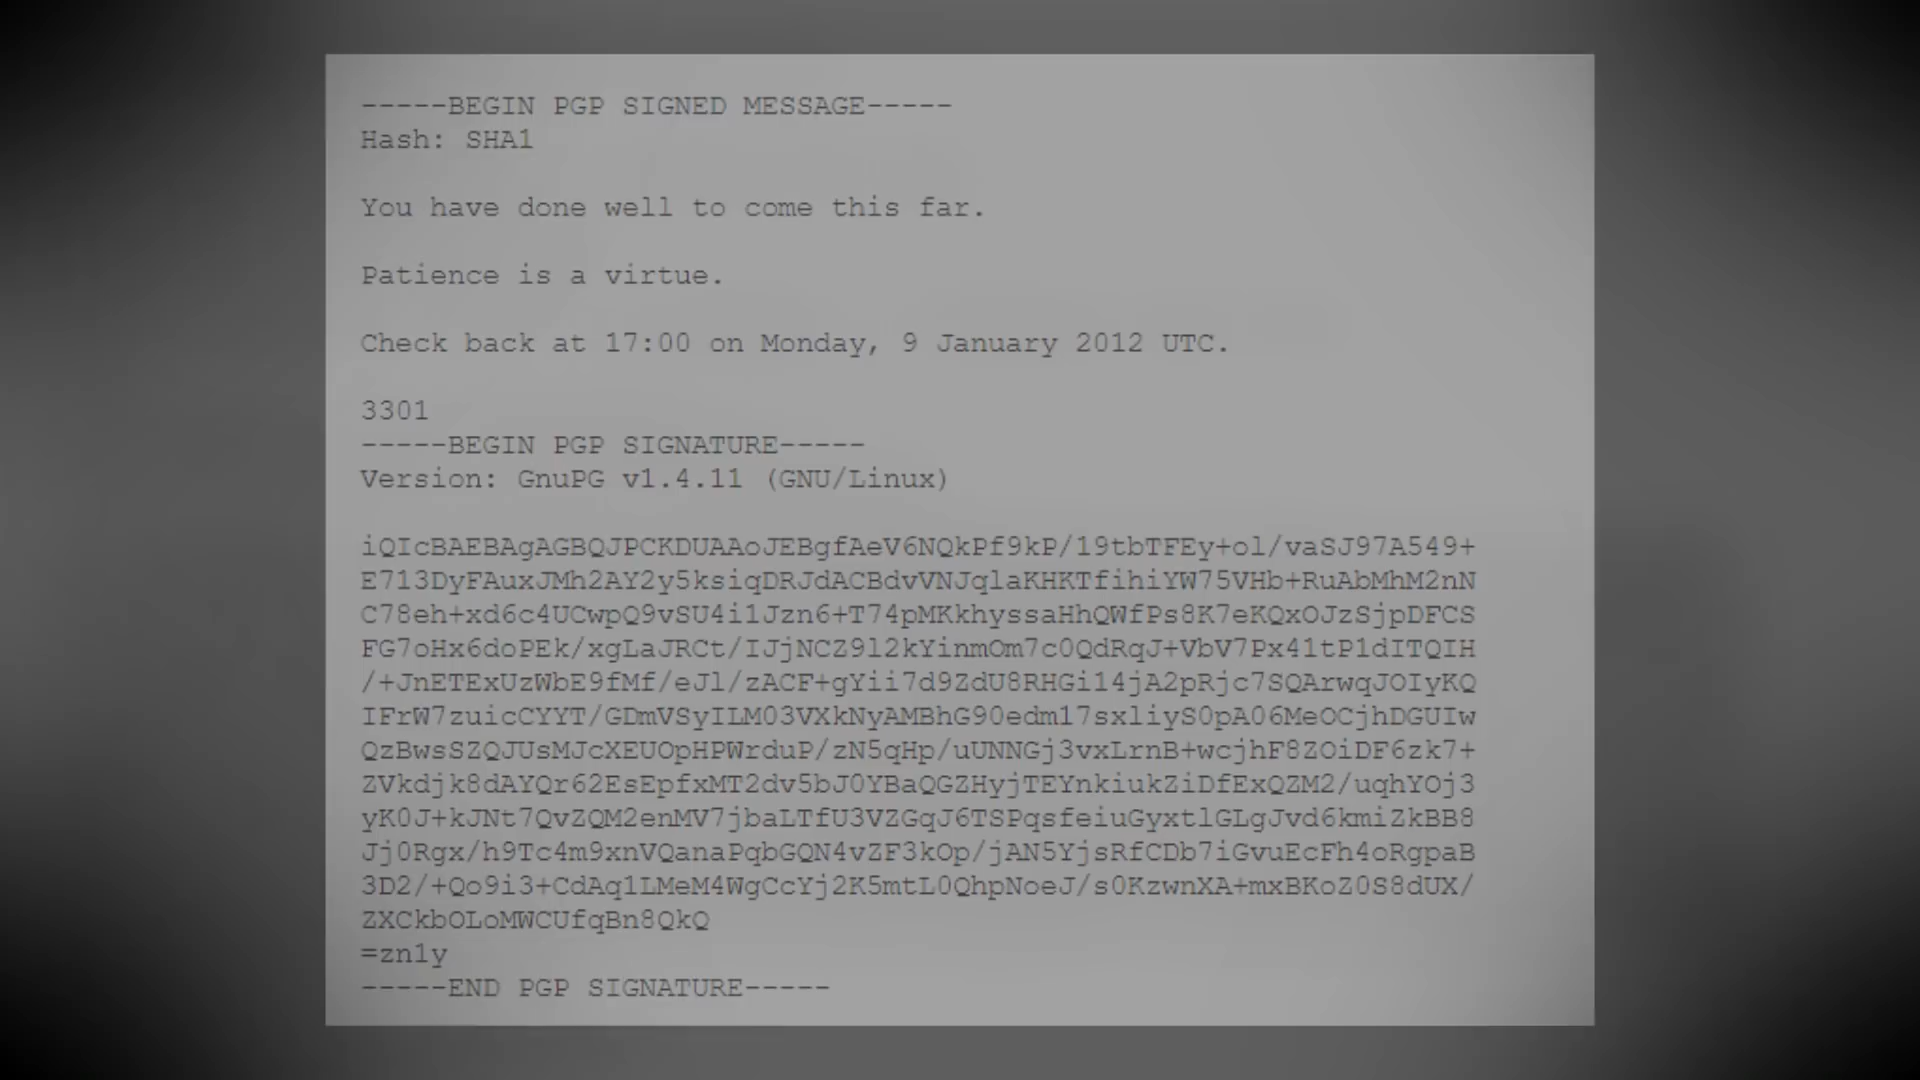 -----BEGIN PGP SIGNED MESSAGE-----
Hash: SHA1
You have done well to come this far.
Patience is a virtue.
Check back at 17:00 on Monday, 9 January 2012 UTC.
3301
-----BEGIN PGP SIGNATURE-----
Version: GnuPG v1.4.11 (GNU/Linux)
iQIcBAEBAgAGBQJPCKDUAAoJEBgfAeV6NQkPf9kP/19tbTFEy+ol/vaSJ97A549+
E713DyFAuxJMh2AY2y5ksiqDRJdACBdvVNJqlaKHKTfihiYW75VHb+RuAbMhM2nN
C78eh+xd6c4UCwpQ9vSU4i1Jzn6+T74pMKkhyssaHhQWfPs8K7eKQxOJzSjpDFCS
FG7oHx6doPEk/xgLaJRCt/IJjNCZ9l2kYinmOm7c0QdRqJ+VbV7Px41tP1dITQIH
/+JnETExUzWbE9fMf/eJl/zACF+gYii7d9ZdU8RHGi14jA2pRjc7SQArwqJOIyKQ
IFrW7zuicCYYT/GDmVSyILM03VXkNyAMBhG90edm17sxliyS0pA06MeOCjhDGUIw
QzBwsSZQJUsMJcXEUOpHPWrduP/zN5qHp/uUNNGj3vxLrnB+wcjhF8ZOiDF6zk7+
ZVkdjk8dAYQr62EsEpfxMT2dv5bJ0YBaQGZHyjTEYnkiukZiDfExQZM2/uqhYOj3
yK0J+kJNt7QvZQM2enMV7jbaLTfU3VZGqJ6TSPqsfeiuGyxtlGLgJvd6kmiZkBB8
Jj0Rgx/h9Tc4m9xnVQanaPqbGQN4vZF3kOp/jAN5YjsRfCDb7iGvuEcFh4oRgpaB
3D2/+Qo9i3+CdAq1LMeM4WgCcYj2K5mtL0QhpNoeJ/s0KzwnXA+mxBKoZ0S8dUX/
ZXCkbOLoMWCUfqBn8QkQ
=zn1y
-----END PGP SIGNATURE-----